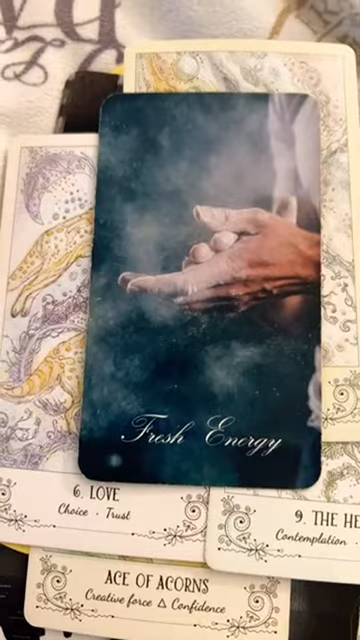 Fresh Energy
6. LOVE
Choice · Trust
9. THE HE
Contemplation ·
ACE OF ACORNS
Creative force △ Confidence